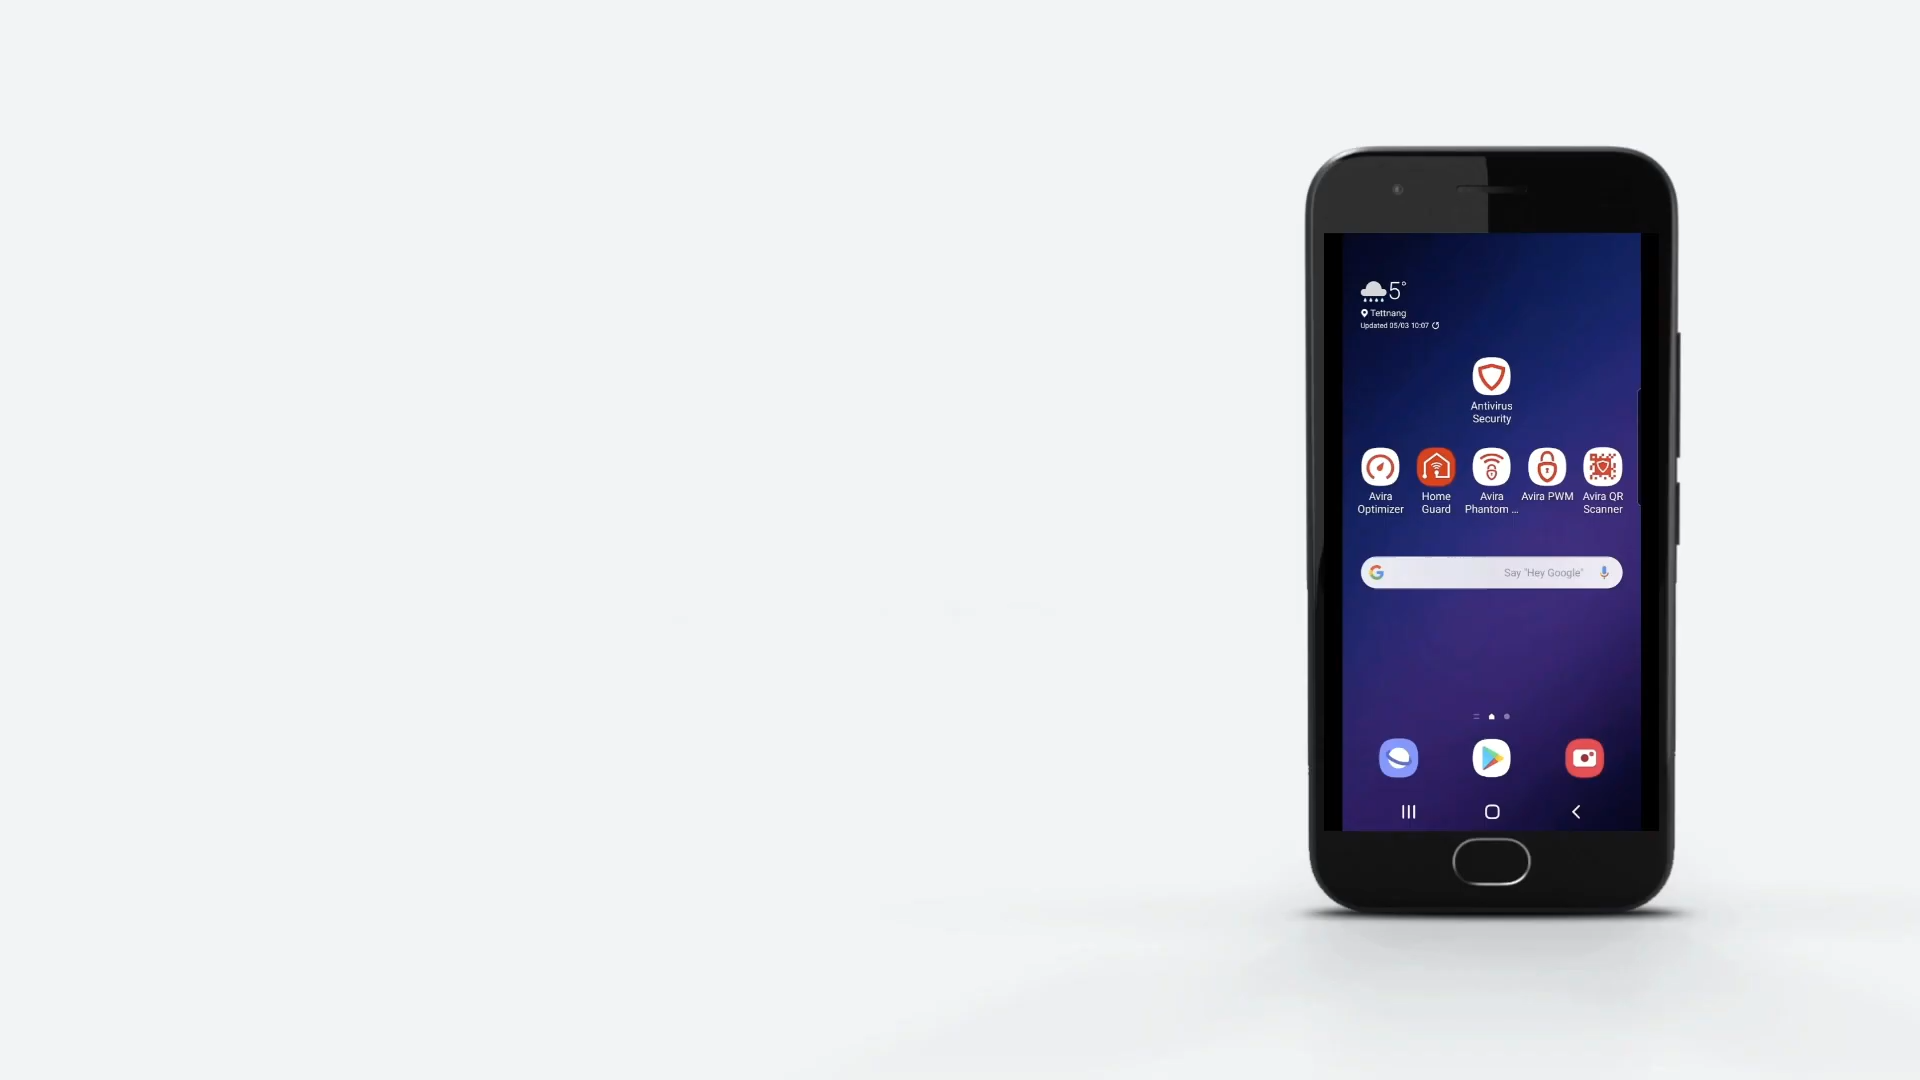 5°
Tettnang
Updated 05/03 10:07
Antivirus
Security
Avira
Optimizer
Home
Guard
Avira
Phantom ...
Avira PWM
Avira QR
Scanner
G
Say "Hey Google"